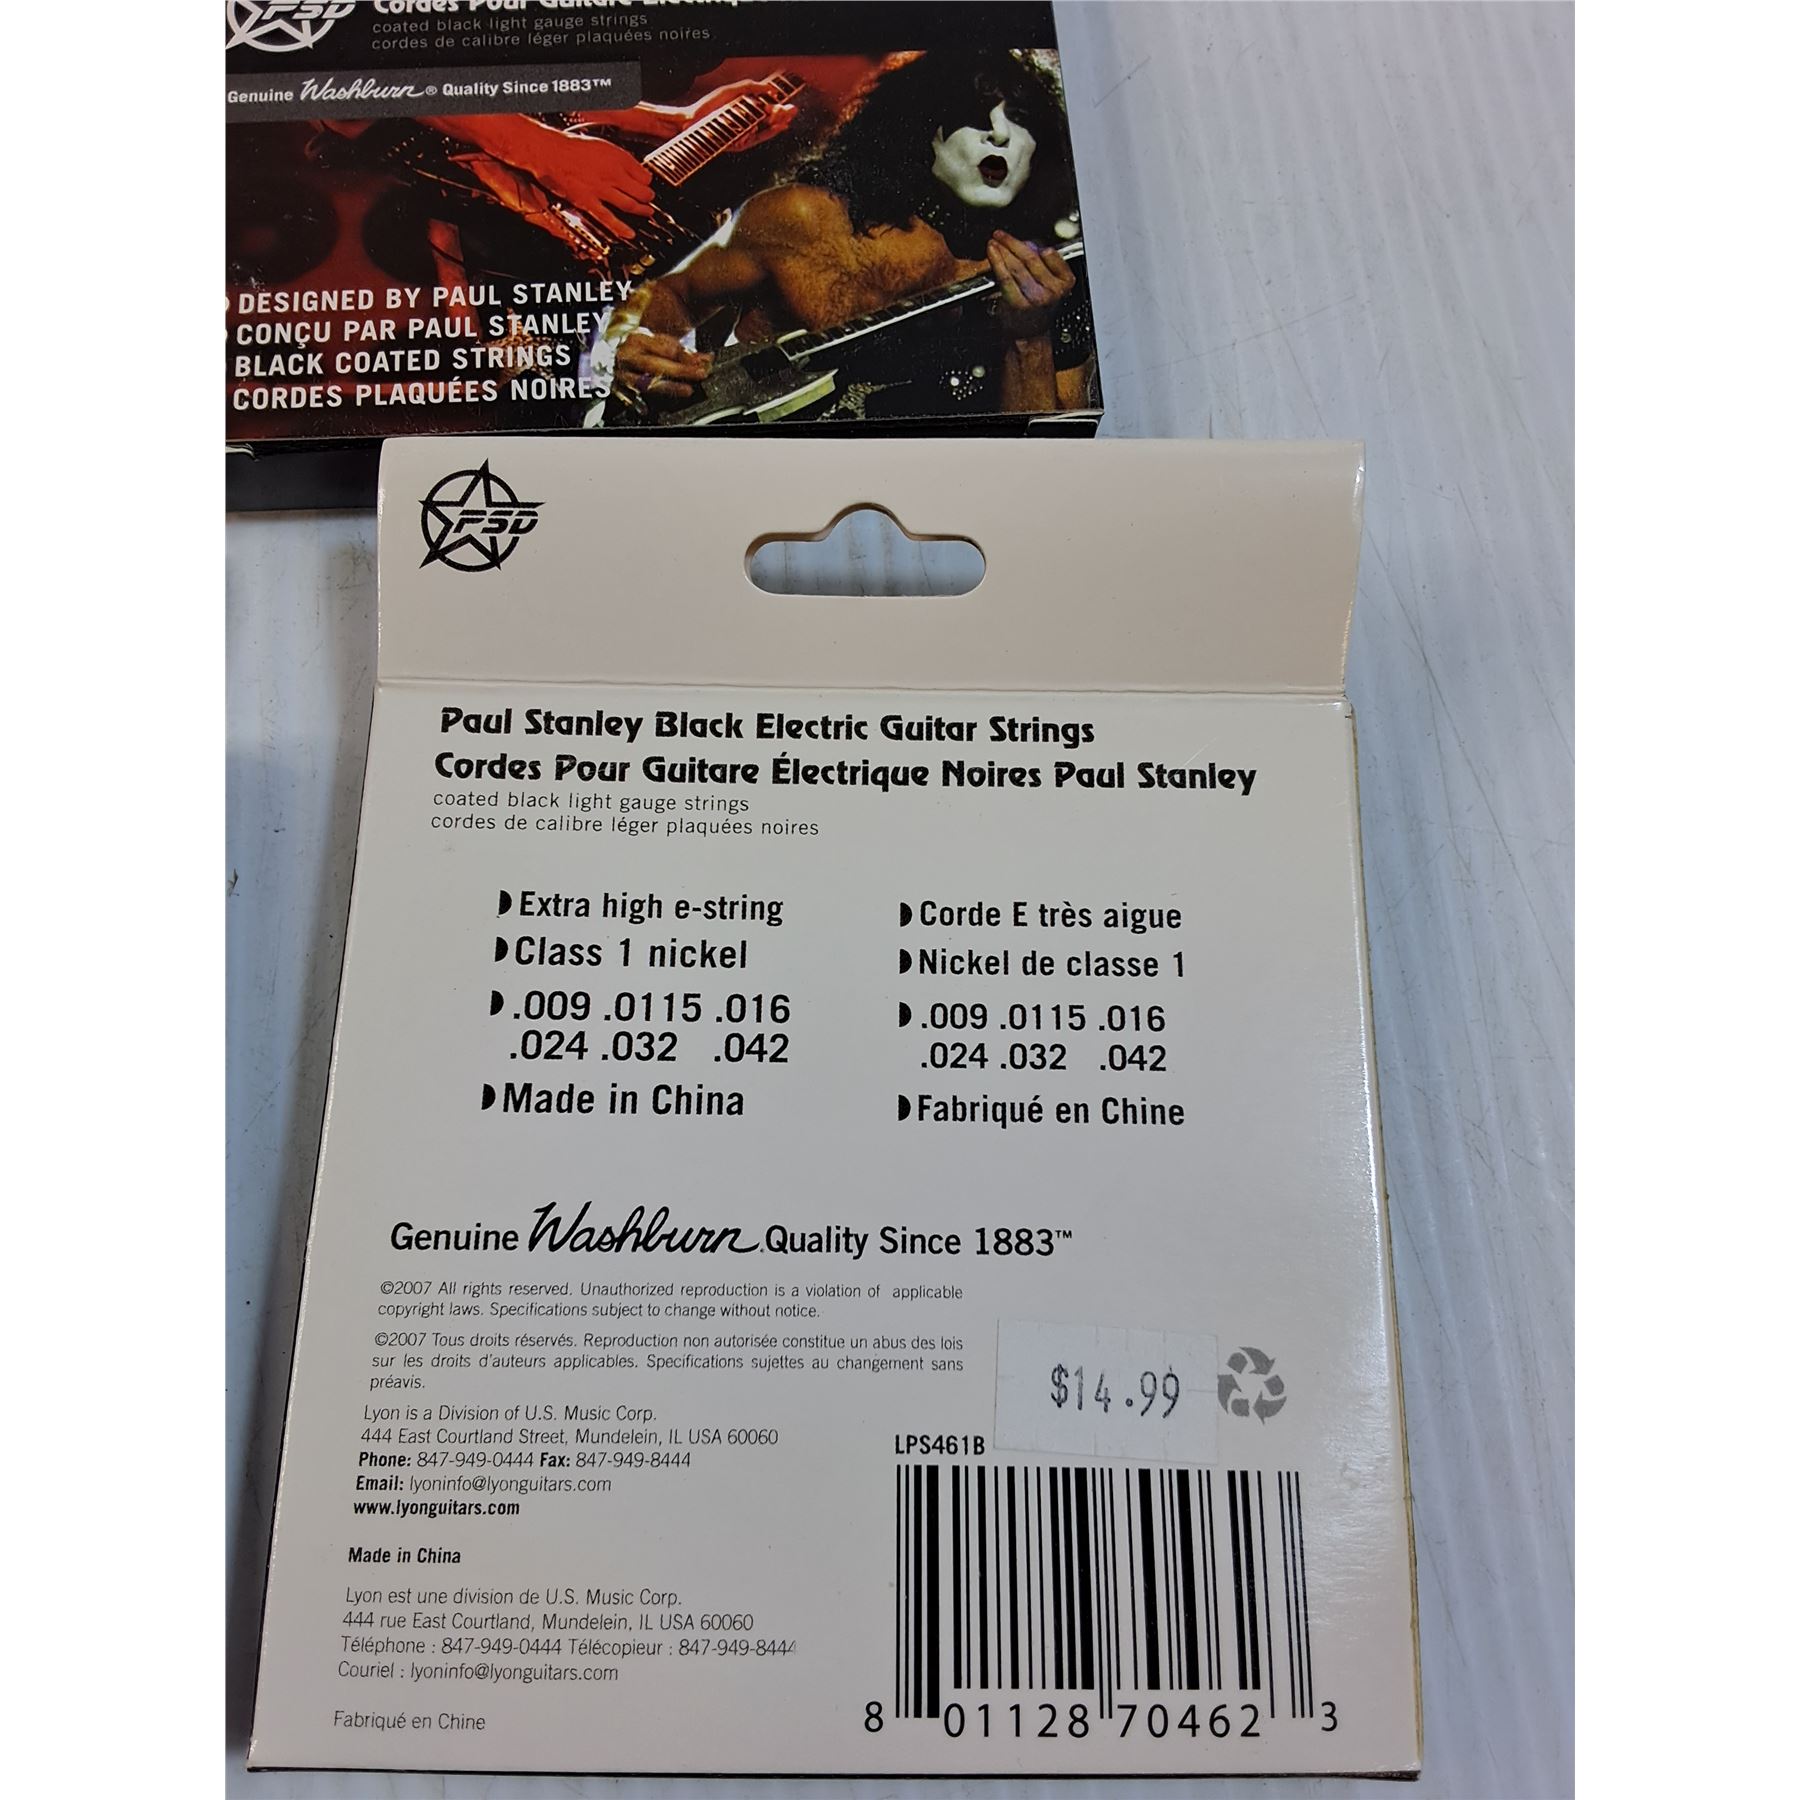 PSD
Cordes Pour Guitare
coated black light gauge strings
cordes de calibre léger plaquées noires
Genuine Washburn® Quality Since 1883™
DESIGNED BY PAUL STANLEY
CONÇU PAR PAUL STANLEY
BLACK COATED STRINGS
CORDES PLAQUÉES NOIRES
PSD
Paul Stanley Black Electric Guitar Strings
Cordes Pour Guitare Électrique Noires Paul Stanley
coated black light gauge strings
cordes de calibre léger plaquées noires
Extra high e-string
Class 1 nickel
.009 .0115 .016
.024 .032 .042
Made in China
Corde E très aigue
Nickel de classe 1
.009 .0115 .016
.024 .032 .042
Fabriqué en Chine
Genuine Washburn Quality Since 1883™
©2007 All rights reserved. Unauthorized reproduction is a violation of applicable
copyright laws. Specifications subject to change without notice.
©2007 Tous droits réservés. Reproduction non autorisée constitue un abus des lois
sur les droits d'auteurs applicables. Specifications sujettes au changement sans
préavis.
Lyon is a Division of U.S. Music Corp.
444 East Courtland Street, Mundelein, IL USA 60060
Phone: 847-949-0444 Fax: 847-949-8444
Email: lyoninfo@lyonguitars.com
www.lyonguitars.com
Made in China
Lyon est une division de U.S. Music Corp.
444 rue East Courtland, Mundelein, IL USA 60060
Téléphone : 847-949-0444 Télécopieur : 847-949-8444
Couriel : lyoninfo@lyonguitars.com
Fabriqué en Chine
$14.99
LPS461B
8 01128 70462 3